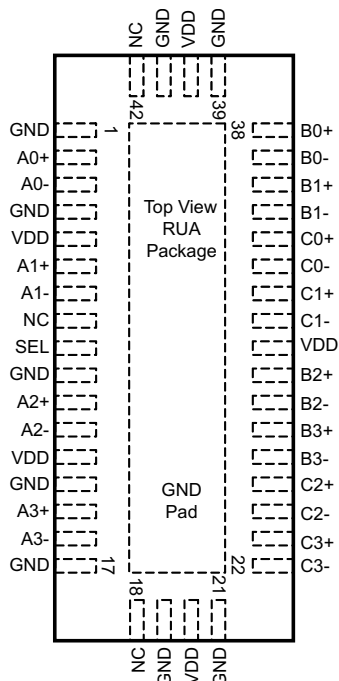 NC GND VDD GND
42 39
GND 1 38 B0+
A0+ B0-
A0- B1+
GND B1-
VDD C0+
A1+ C0-
A1- C1+
NC C1-
SEL VDD
GND B2+
A2+ B2-
A2- B3+
VDD B3-
GND C2+
A3+ C2-
A3- C3+
GND 17 22 C3-
Top View
RUA
Package
GND
Pad
18 21
NC GND VDD GND